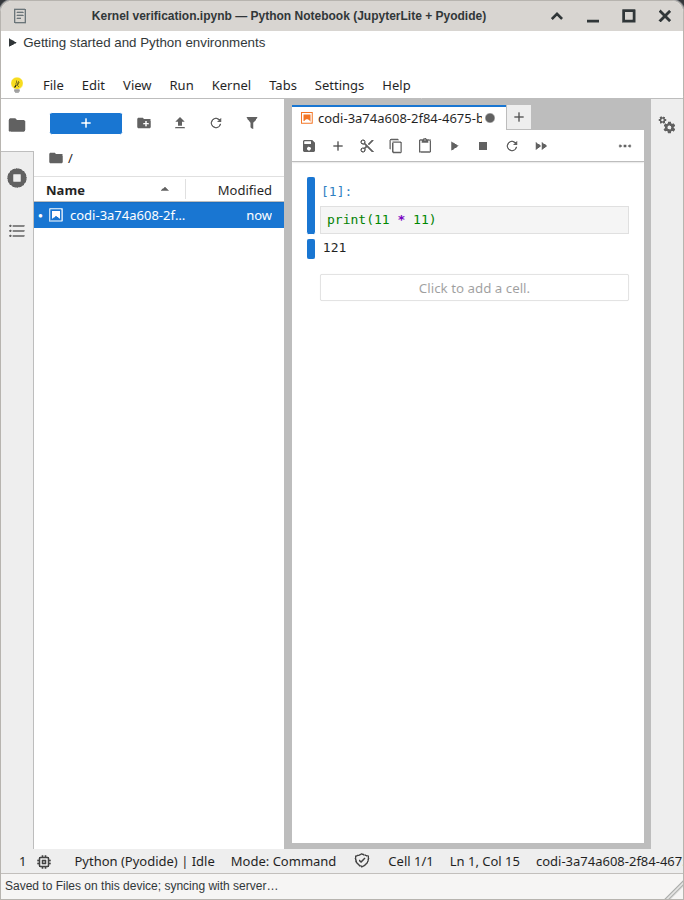 Kernel verification.ipynb — Python Notebook (JupyterLite + Pyodide)
Getting started and Python environments
File Edit View Run Kernel Tabs Settings Help
codi-3a74a608-2f84-4675-b
/
Name Modified
codi-3a74a608-2f... now
[1]:
print(11 * 11)
121
Click to add a cell.
1 Python (Pyodide) | Idle Mode: Command Cell 1/1 Ln 1, Col 15 codi-3a74a608-2f84-467
Saved to Files on this device; syncing with server…